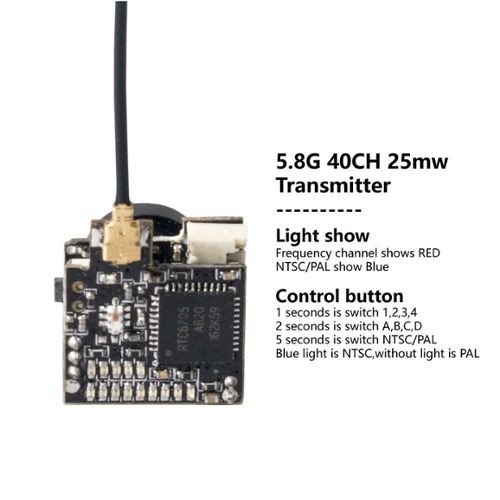 5.8G 40CH 25mw
Transmitter
----------
Light show
Frequency channel shows RED
NTSC/PAL show Blue
Control button
1 seconds is switch 1,2,3,4
2 seconds is switch A,B,C,D
5 seconds is switch NTSC/PAL
Blue light is NTSC,without light is PAL
RTC6705
A620
62KG9